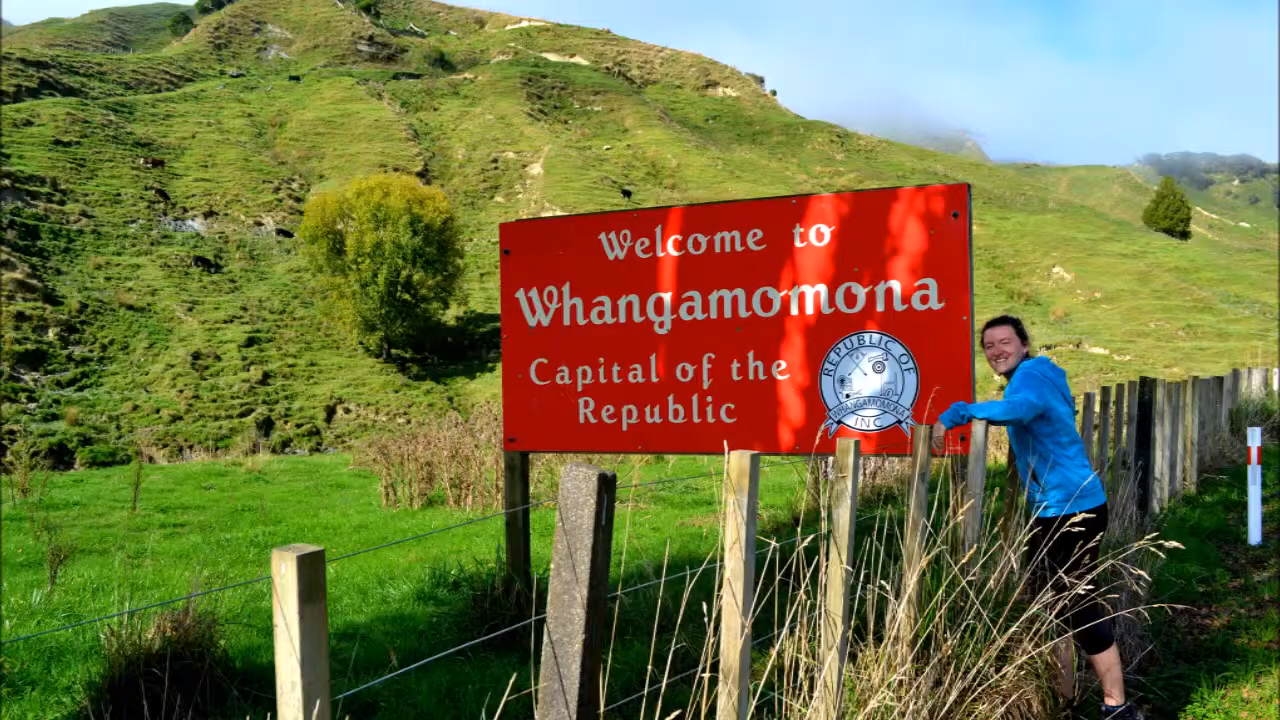 Welcome to
Whangamomona
Capital of the
Republic
REPUBLIC OF
WHANGAMOMONA
INC